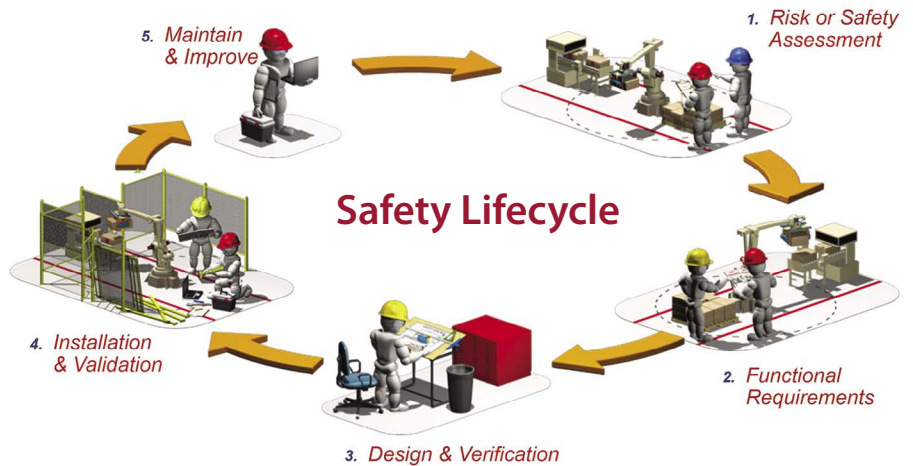 1. Risk or Safety
Assessment
2. Functional
Requirements
3. Design & Verification
4. Installation
& Validation
5. Maintain
& Improve
Safety Lifecycle